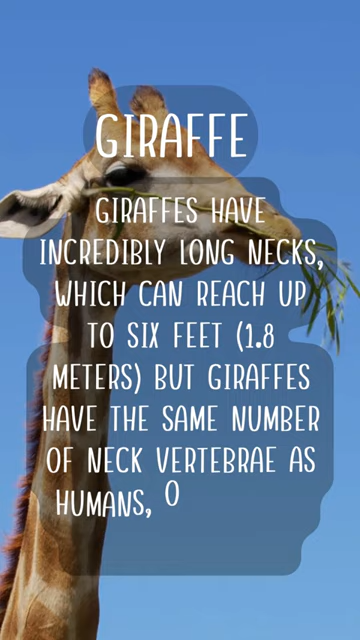 GIRAFFE
GIRAFFES HAVE
INCREDIBLY LONG NECKS,
WHICH CAN REACH UP
TO SIX FEET (1.8
METERS) BUT GIRAFFES
HAVE THE SAME NUMBER
OF NECK VERTEBRAE AS
HUMANS, O